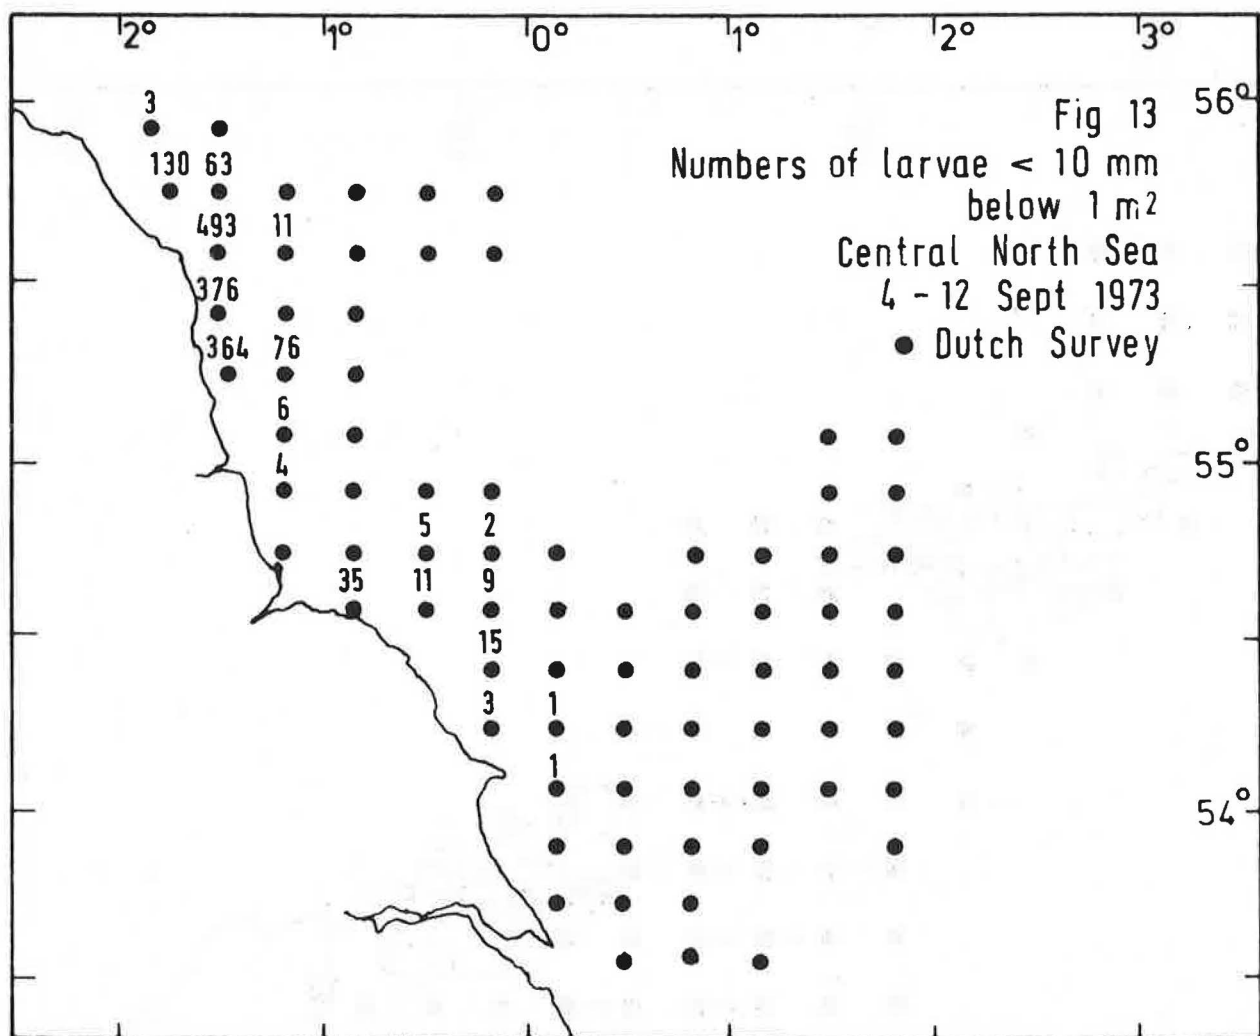 2° 1° 0° 1° 2° 3°
56°
Fig 13
Numbers of larvae < 10 mm
below 1 m²
Central North Sea
4 - 12 Sept 1973
● Dutch Survey
3
130 63
493 11
376
364 76
6
55°
4
5 2
35 11 9
15
3 1
1
54°